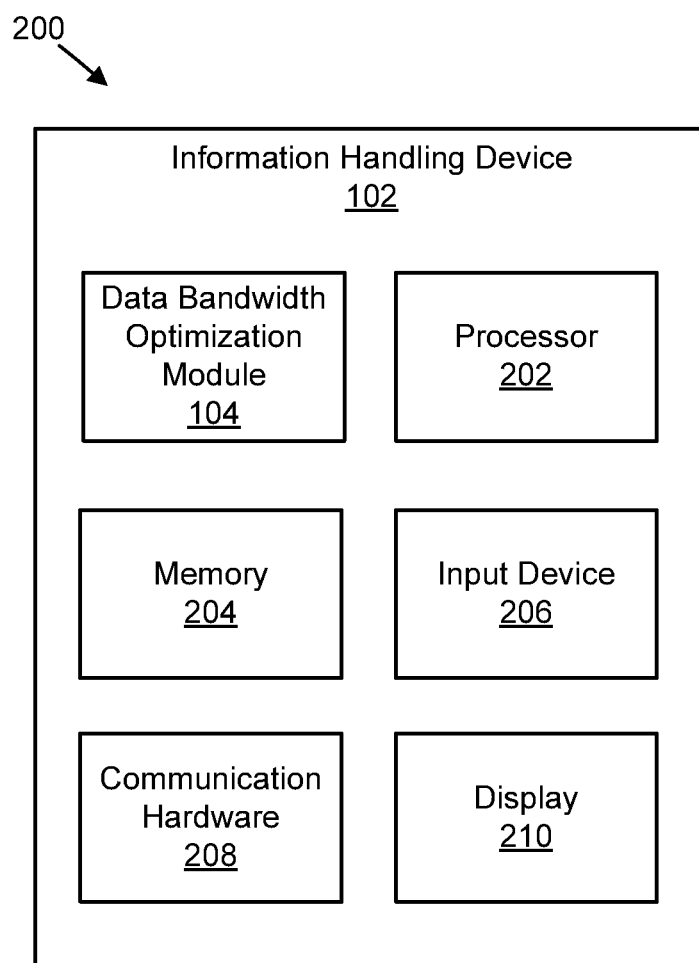 200
Information Handling Device
102
Data Bandwidth
Optimization
Module
104
Processor
202
Memory
204
Input Device
206
Communication
Hardware
208
Display
210